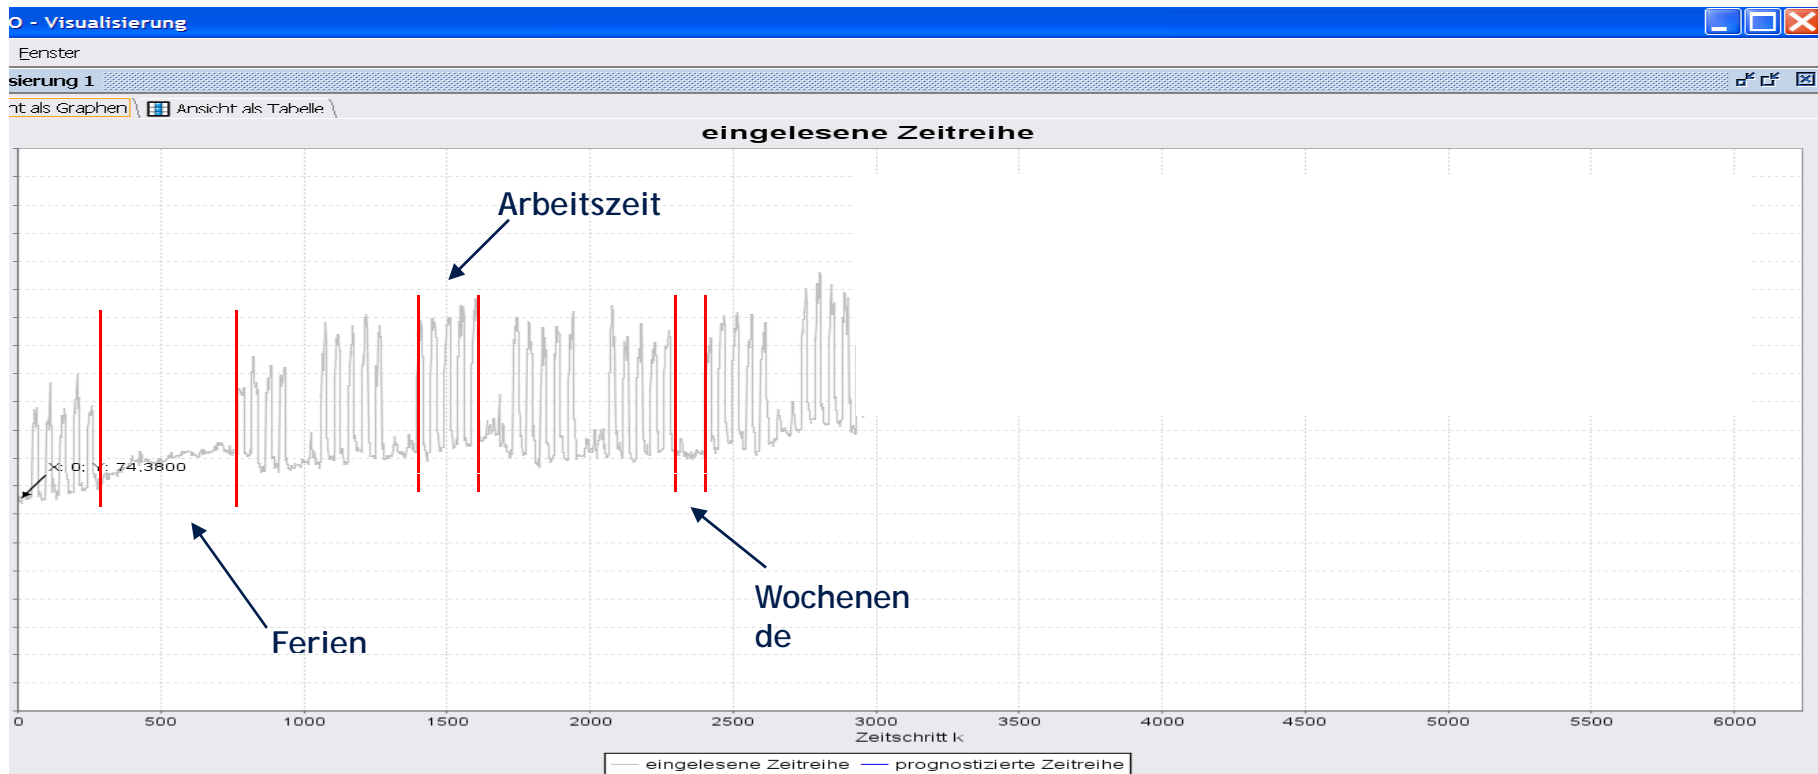 O - Visualisierung
Fenster
sierung 1
nt als Graphen
Ansicht als Tabelle
eingelesene Zeitreihe
Arbeitszeit
X: 0; Y: 74,3800
Wochenen
de
Ferien
0 500 1000 1500 2000 2500 3000 3500 4000 4500 5000 5500 6000
Zeitschritt k
eingelesene Zeitreihe prognostizierte Zeitreihe